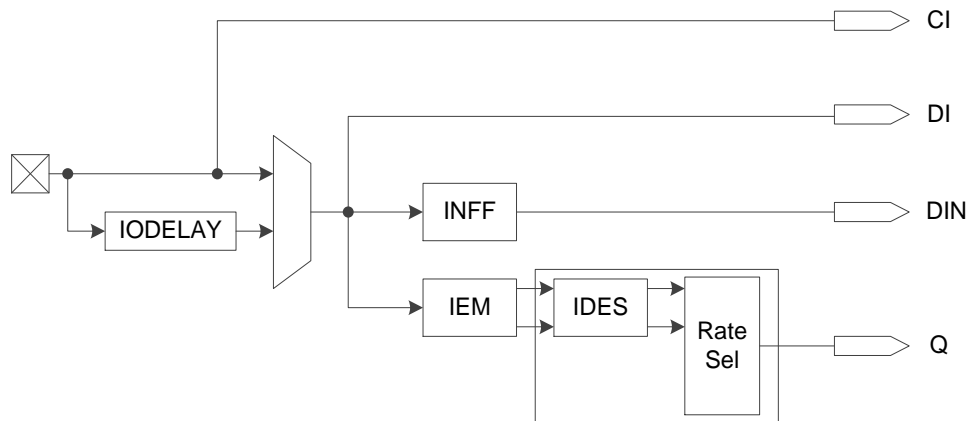 CI
DI
IODELAY
INFF
DIN
IEM
IDES
Rate
Sel
Q